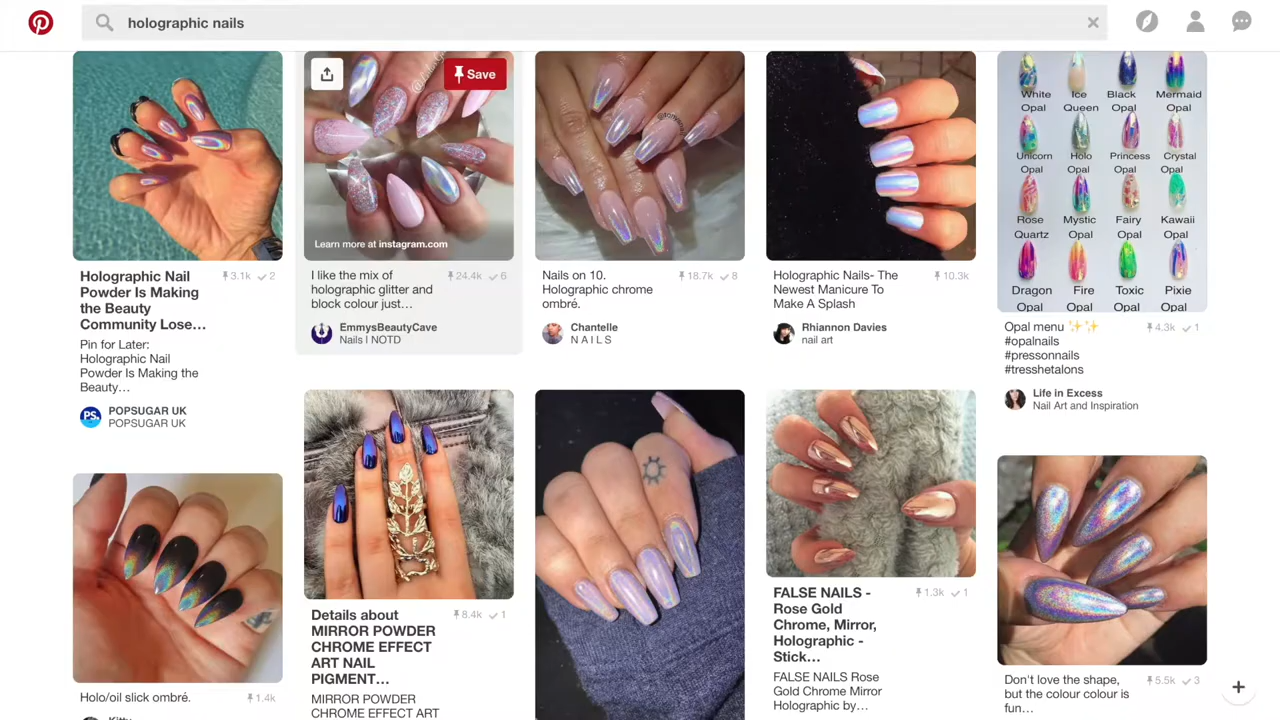 holographic nails
Holographic Nail
Powder Is Making
the Beauty
Community Lose…
3.1k 2
Pin for Later:
Holographic Nail
Powder Is Making the
Beauty…
POPSUGAR UK
POPSUGAR UK
Save
Learn more at instagram.com
I like the mix of
holographic glitter and
block colour just…
24.4k 6
EmmysBeautyCave
Nails | NOTD
Nails on 10.
Holographic chrome
ombré.
18.7k 8
Chantelle
N A I L S
Holographic Nails- The
Newest Manicure To
Make A Splash
10.3k
Rhiannon Davies
nail art
White Ice Black Mermaid
Opal Queen Opal Opal
Unicorn Holo Princess Crystal
Opal Opal Opal Opal
Rose Mystic Fairy Kawaii
Quartz Opal Opal Opal
Dragon Fire Toxic Pixie
Opal Opal Opal Opal
Opal menu ✨✨
#opalnails
#pressonnails
#tresshetalons
4.3k 1
Life in Excess
Nail Art and Inspiration
Holo/oil slick ombré.
1.4k
Details about
MIRROR POWDER
CHROME EFFECT
ART NAIL
PIGMENT…
8.4k 1
MIRROR POWDER
CHROME EFFECT ART
FALSE NAILS -
Rose Gold
Chrome, Mirror,
Holographic -
Stick…
1.3k 1
FALSE NAILS Rose
Gold Chrome Mirror
Holographic by…
Don't love the shape,
but the colour colour is
fun…
5.5k 3